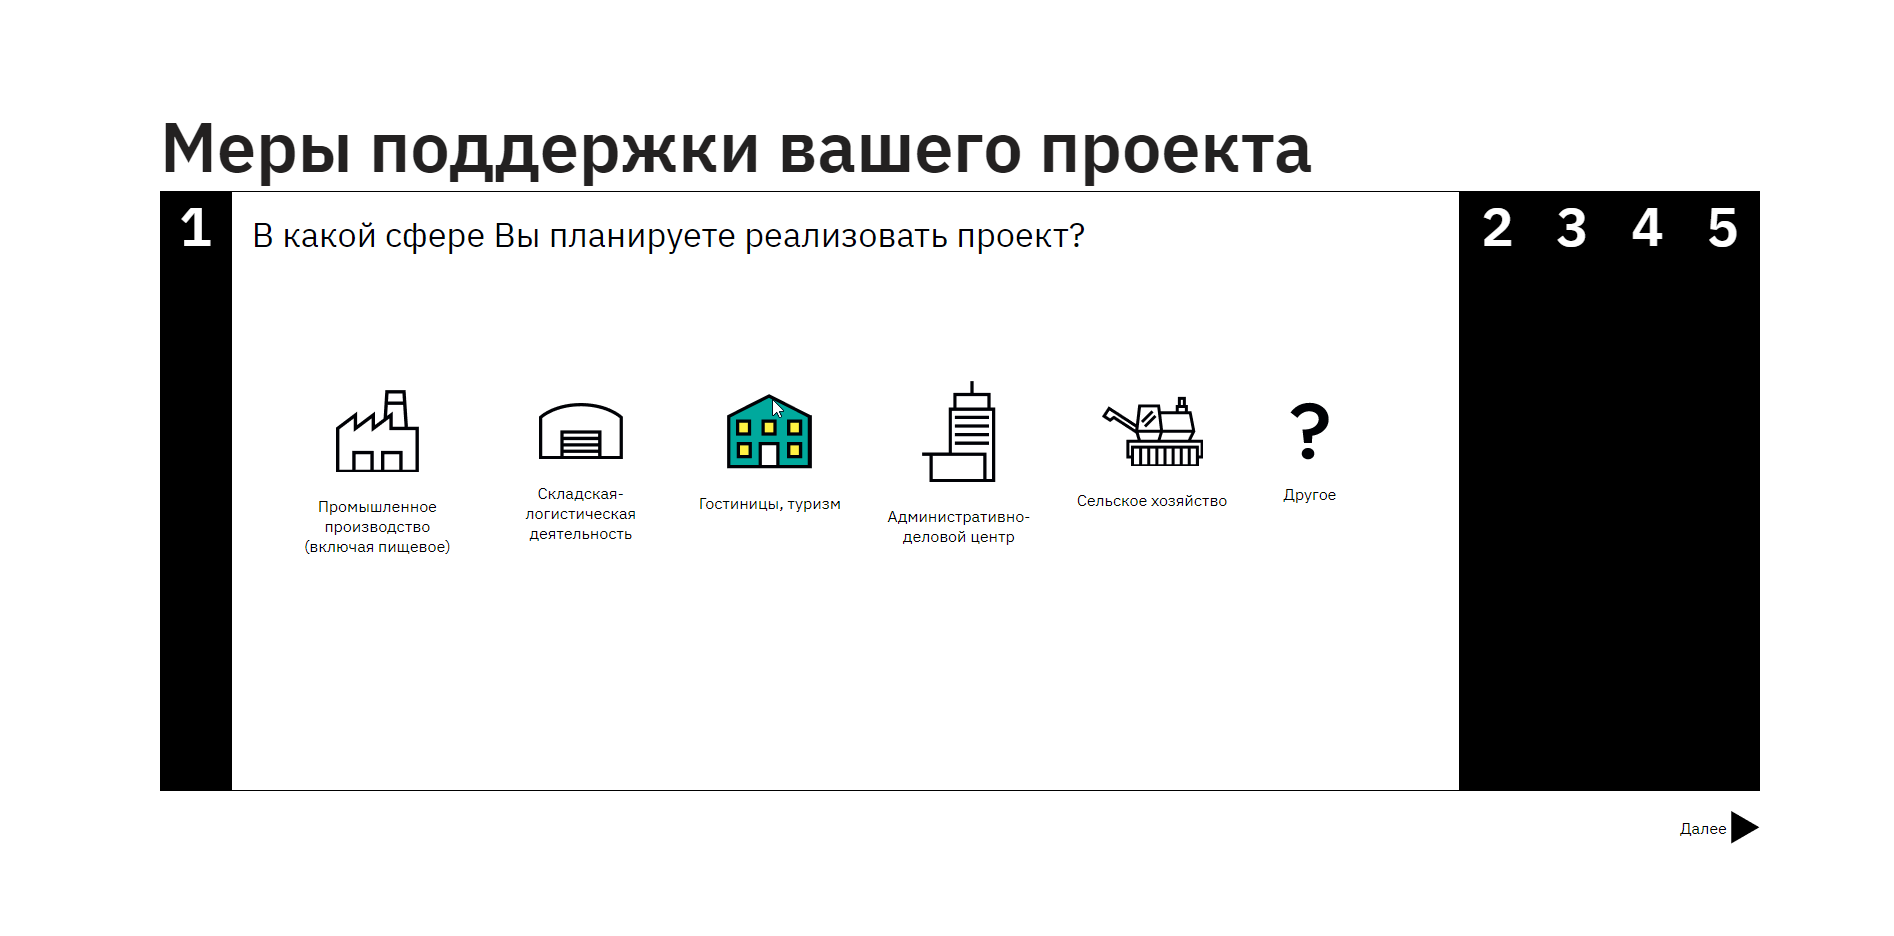 Меры поддержки вашего проекта
1
В какой сфере Вы планируете реализовать проект?
2 3 4 5
Промышленное
производство
(включая пищевое)
Складская-
логистическая
деятельность
Гостиницы, туризм
Административно-
деловой центр
Сельское хозяйство
?
Другое
Далее